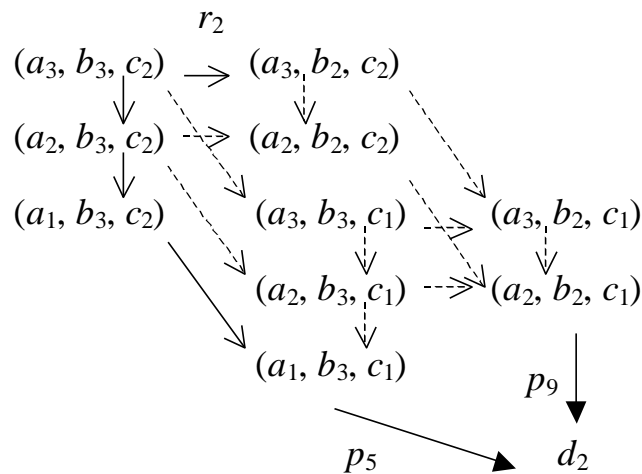 r₂
(a₃, b₃, c₂) (a₃, b₂, c₂)
(a₂, b₃, c₂) (a₂, b₂, c₂)
(a₁, b₃, c₂) (a₃, b₃, c₁) (a₃, b₂, c₁)
(a₂, b₃, c₁) (a₂, b₂, c₁)
(a₁, b₃, c₁)
p₉
p₅ d₂